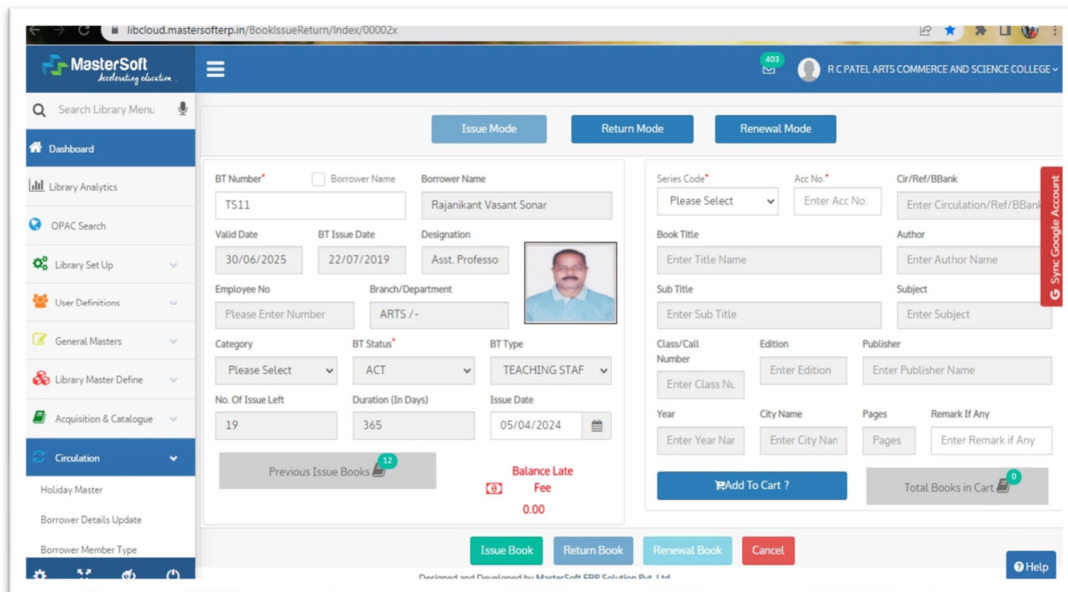 libcloud.mastersofterp.in/BookIssueReturn/Index/00002x
MasterSoft
Accelerating education
403
R C PATEL ARTS COMMERCE AND SCIENCE COLLEGE
Search Library Menu
Dashboard
Library Analytics
OPAC Search
Library Set Up
User Definitions
General Masters
Library Master Define
Acquisition & Catalogue
Circulation
Holiday Master
Borrower Details Update
Borrower Member Type
Issue Mode Return Mode Renewal Mode
BT Number* Borrower Name Borrower Name
TS11 Rajanikant Vasant Sonar
Valid Date BT Issue Date Designation
30/06/2025 22/07/2019 Asst. Professo
Employee No Branch/Department
Please Enter Number ARTS /-
Category BT Status* BT Type
Please Select ACT TEACHING STAF
No. Of Issue Left Duration (In Days) Issue Date
19 365 05/04/2024
Previous Issue Books 12
Balance Late
Fee
0.00
Series Code* Acc No.* Cir/Ref/BBank
Please Select Enter Acc No. Enter Circulation/Ref/BBank
Book Title Author
Enter Title Name Enter Author Name
Sub Title Subject
Enter Sub Title Enter Subject
Class/Call
Number Edition Publisher
Enter Class Nu Enter Edition Enter Publisher Name
Year City Name Pages Remark If Any
Enter Year Nar Enter City Nan Pages Enter Remark if Any
Add To Cart ? Total Books in Cart 0
Sync Google Account
Issue Book Return Book Renewal Book Cancel
Help
Designed and Developed by MasterSoft ERP Solution Pvt. Ltd